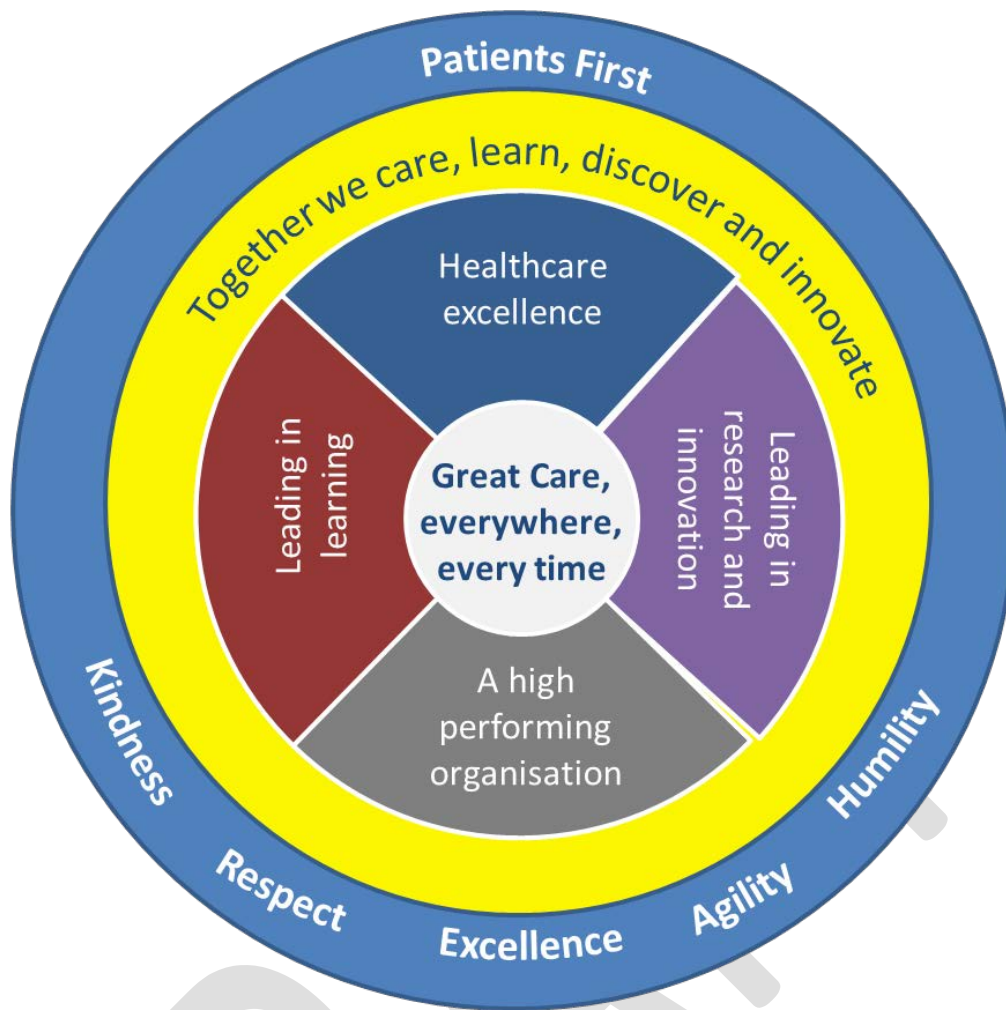 Patients First
Together we care, learn, discover and innovate
Healthcare
excellence
Leading in
learning
Great Care,
everywhere,
every time
Leading in
research and
innovation
A high
performing
organisation
Kindness
Respect
Excellence
Agility
Humility